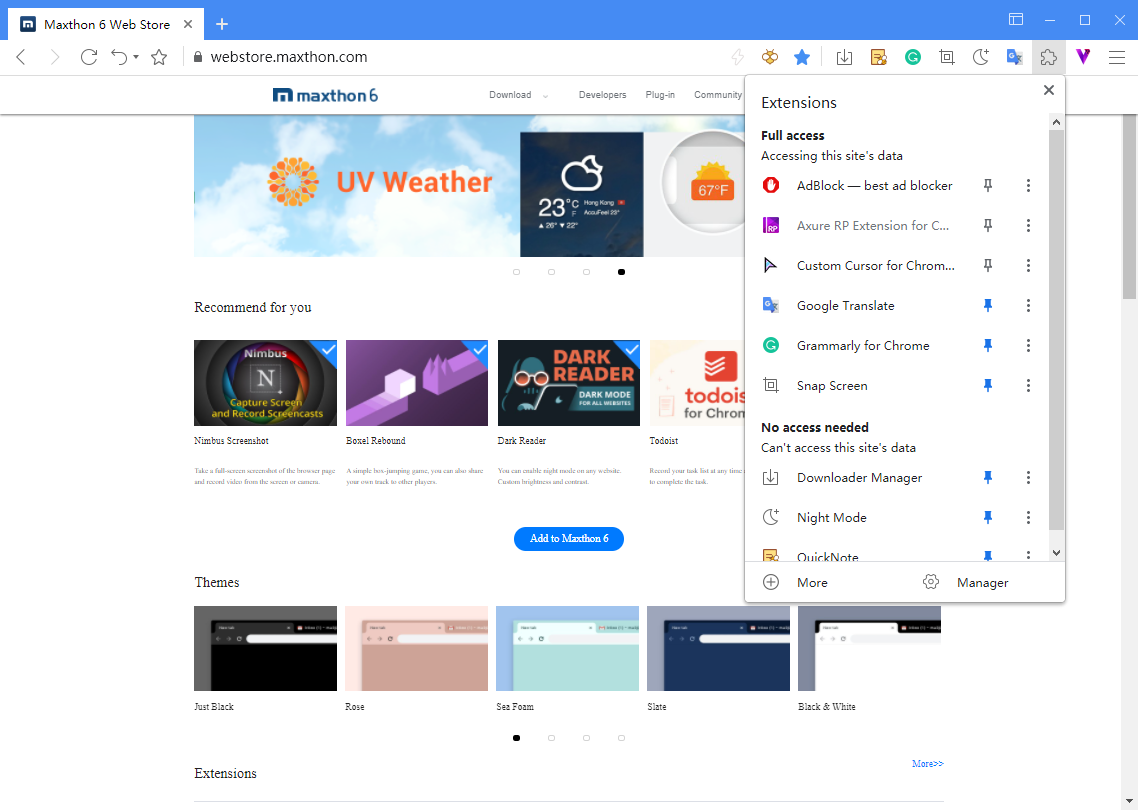 Maxthon 6 Web Store
webstore.maxthon.com
maxthon 6
Download
Developers
Plug-in
Community
UV Weather
23°C
F
Hong Kong
AccuFeel 23°
▲ 26° ▼ 22°
67°F
Recommend for you
Nimbus
N
Capture Screen
and Record Screencasts
Nimbus Screenshot
Take a full-screen screenshot of the browser page
and record video from the screen or camera.
Boxel Rebound
A simple box-jumping game, you can also share
your own track to other players.
DARK
READER
DARK MODE
FOR ALL WEBSITES
Dark Reader
You can enable night mode on any website.
Custom brightness and contrast.
todois
for Chrom
Todoist
Record your task list at any time
to complete the task.
Add to Maxthon 6
Themes
Just Black
Rose
Sea Foam
Slate
Black & White
Extensions
More>>
Extensions
Full access
Accessing this site's data
AdBlock — best ad blocker
RP
Axure RP Extension for C...
Custom Cursor for Chrom...
Google Translate
Grammarly for Chrome
Snap Screen
No access needed
Can't access this site's data
Downloader Manager
Night Mode
QuickNote
More
Manager